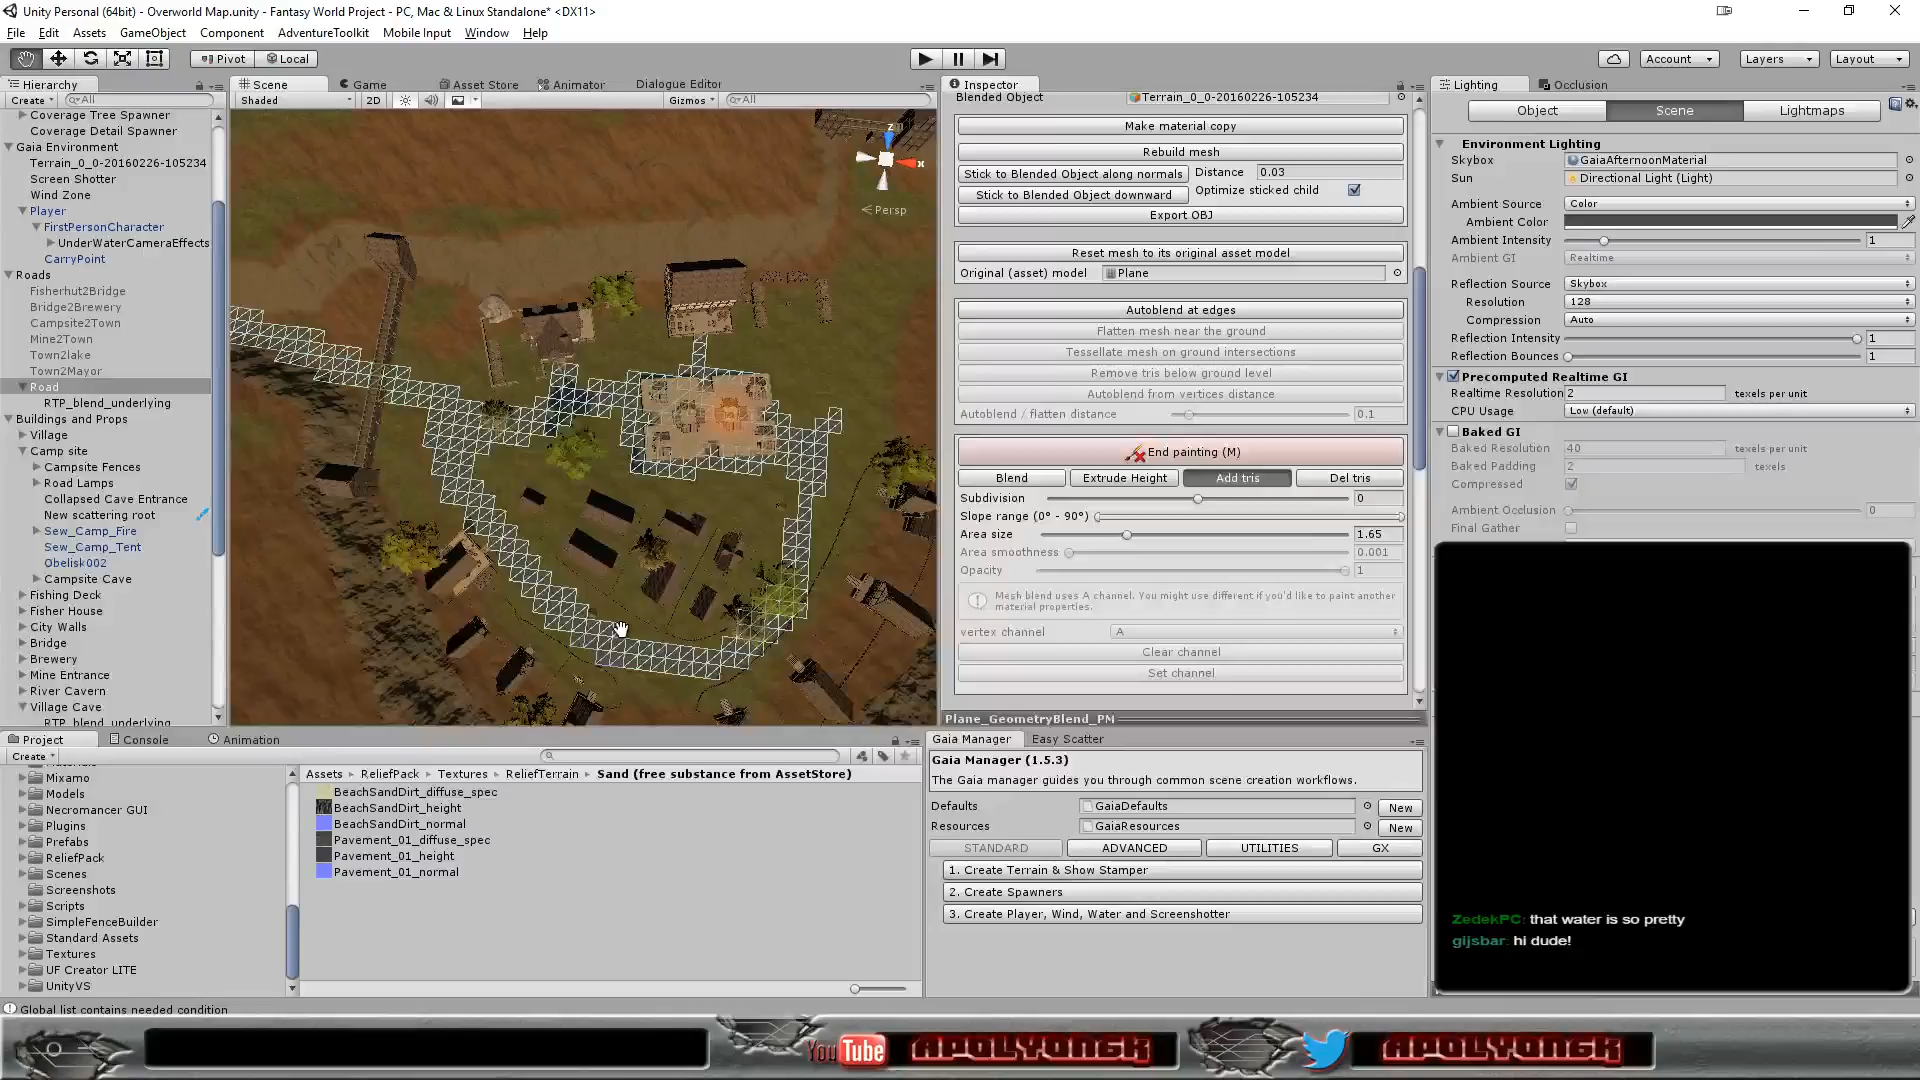 Unity Personal (64bit) - Overworld Map.unity - Fantasy World Project - PC, Mac & Linux Standalone* <DX11>
File Edit Assets GameObject Component AdventureToolkit Mobile Input Window Help
Pivot Local Account Layers Layout
Hierarchy
Create All
Coverage Tree Spawner
Coverage Detail Spawner
Gaia Environment
Terrain_0_0-20160226-105234
Screen Shotter
Wind Zone
Player
FirstPersonCharacter
UnderWaterCameraEffects
CarryPoint
Roads
Fisherhut2Bridge
Bridge2Brewery
Campsite2Town
Mine2Town
Town2lake
Town2Mayor
Road
RTP_blend_underlying
Buildings and Props
Village
Camp site
Campsite Fences
Road Lamps
Collapsed Cave Entrance
New scattering root
Sew_Camp_Fire
Sew_Camp_Tent
Obelisk002
Campsite Cave
Fishing Deck
Fisher House
City Walls
Bridge
Brewery
Mine Entrance
River Cavern
Village Cave
RTP_blend_underlying
Scene Game Asset Store Animator Dialogue Editor
Shaded 2D Gizmos All
z
x
Persp
Inspector
Blended Object Terrain_0_0-20160226-105234
Make material copy
Rebuild mesh
Stick to Blended Object along normals Distance 0.03
Stick to Blended Object downward Optimize sticked child
Export OBJ
Reset mesh to its original asset model
Original (asset) model Plane
Autoblend at edges
Flatten mesh near the ground
Tessellate mesh on ground intersections
Remove tris below ground level
Autoblend from vertices distance
Autoblend / flatten distance 0.1
End painting (M)
Blend Extrude Height Add tris Del tris
Subdivision 0
Slope range (0° - 90°)
Area size 1.65
Area smoothness 0.001
Opacity 1
Mesh blend uses A channel. You might use different if you'd like to paint another
material properties.
vertex channel A
Clear channel
Set channel
Plane_GeometryBlend_PM
Lighting Occlusion
Object Scene Lightmaps
Environment Lighting
Skybox GaiaAfternoonMaterial
Sun Directional Light (Light)
Ambient Source Color
Ambient Color
Ambient Intensity 1
Ambient GI Realtime
Reflection Source Skybox
Resolution 128
Compression Auto
Reflection Intensity 1
Reflection Bounces 1
Precomputed Realtime GI
Realtime Resolution 2 texels per unit
CPU Usage Low (default)
Baked GI
Baked Resolution 40 texels per unit
Baked Padding 2 texels
Compressed
Ambient Occlusion 0
Final Gather
ZedekPC: that water is so pretty
gijsbar: hi dude!
Project Console Animation
Create
Mixamo
Models
Necromancer GUI
Plugins
Prefabs
ReliefPack
Scenes
Screenshots
Scripts
SimpleFenceBuilder
Standard Assets
Textures
UF Creator LITE
UnityVS
Assets ReliefPack Textures ReliefTerrain Sand (free substance from AssetStore)
BeachSandDirt_diffuse_spec
BeachSandDirt_height
BeachSandDirt_normal
Pavement_01_diffuse_spec
Pavement_01_height
Pavement_01_normal
Gaia Manager Easy Scatter
Gaia Manager (1.5.3)
The Gaia manager guides you through common scene creation workflows.
Defaults GaiaDefaults New
Resources GaiaResources New
STANDARD ADVANCED UTILITIES GX
1. Create Terrain & Show Stamper
2. Create Spawners
3. Create Player, Wind, Water and Screenshotter
Global list contains needed condition
YouTube APOLYONGK APOLYONGK